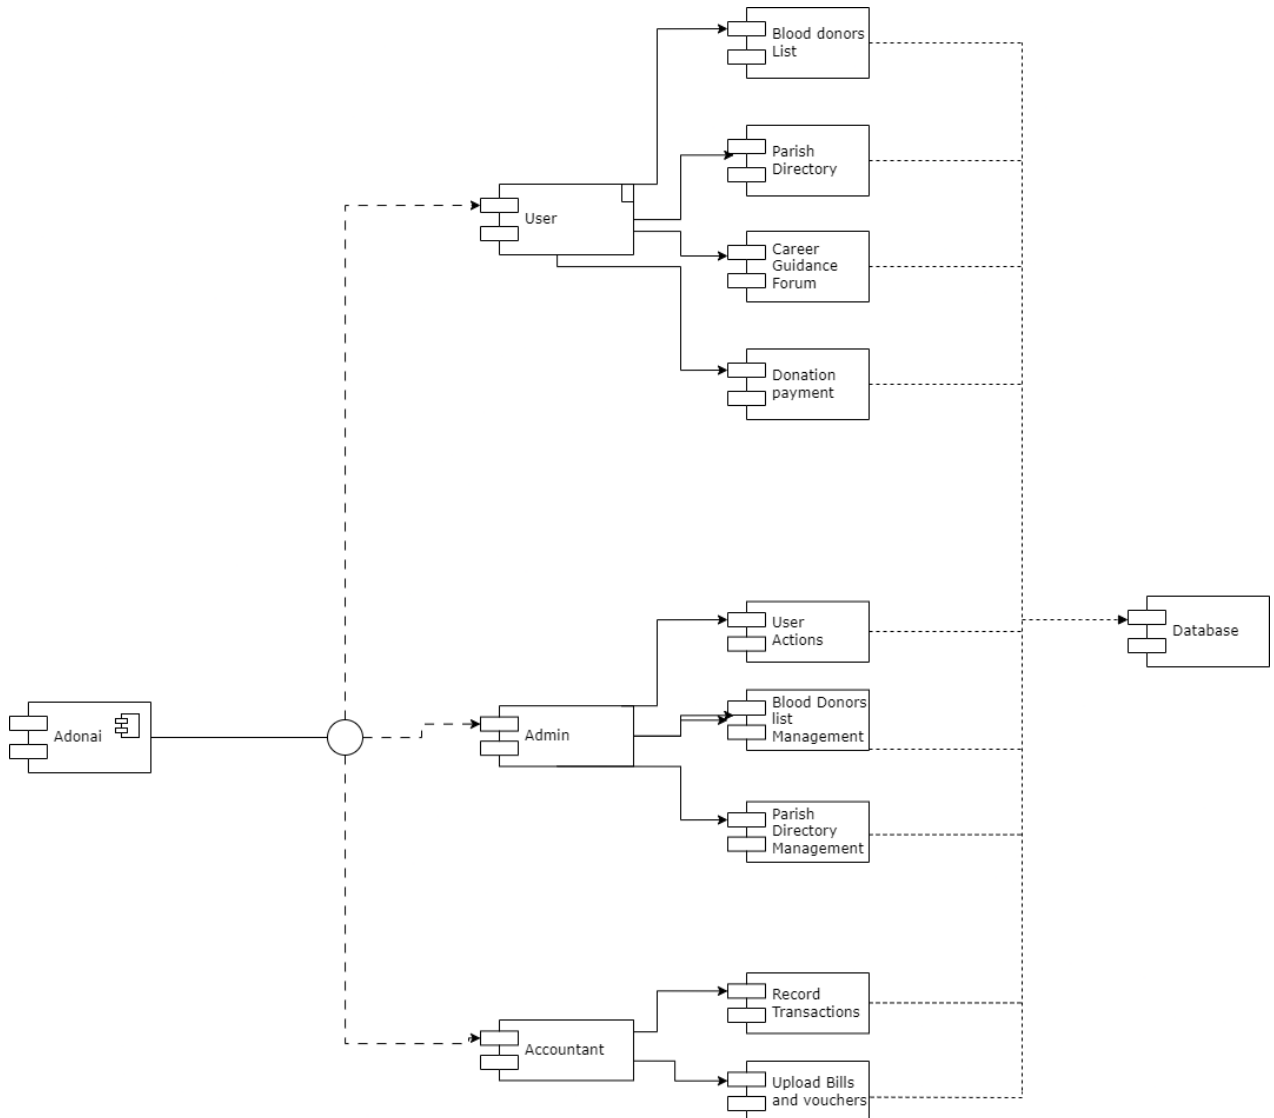 Blood donors
List
Parish
Directory
User
Career
Guidance
Forum
Donation
payment
User
Actions
Database
Blood Donors
list
Management
Adonai
Admin
Parish
Directory
Management
Record
Transactions
Accountant
Upload Bills
and vouchers